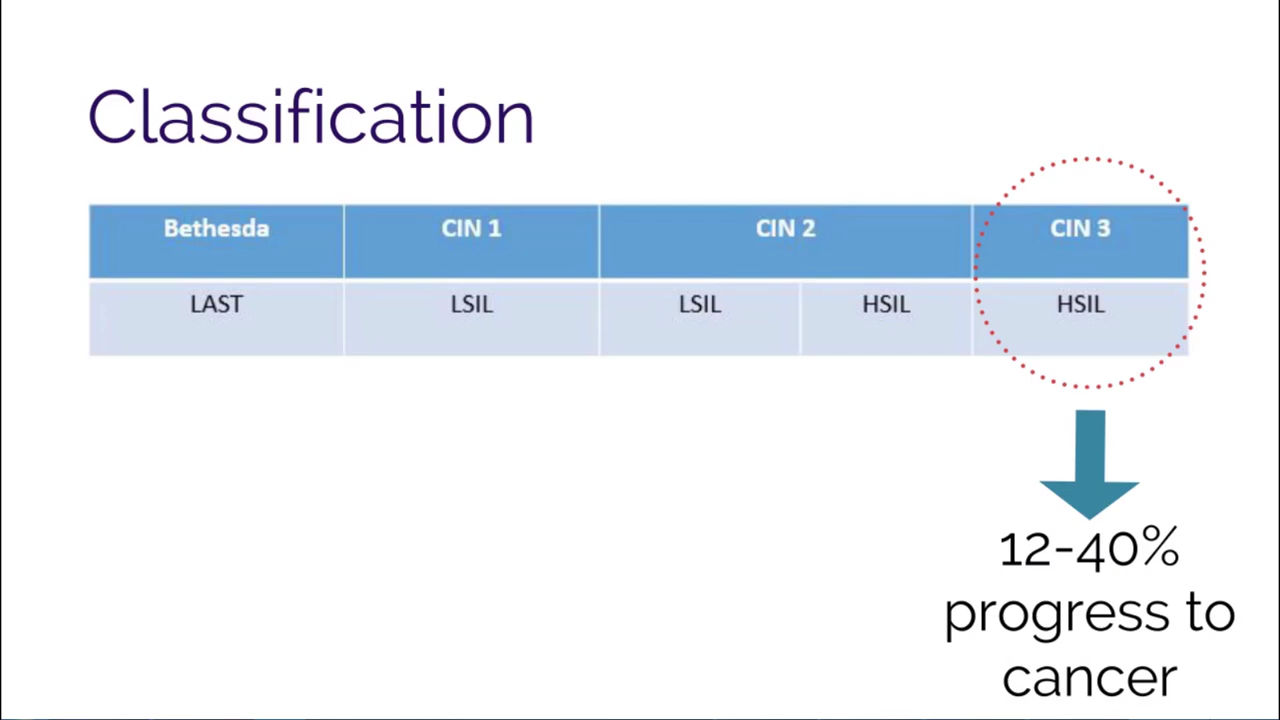 Classification
Bethesda CIN 1 CIN 2 CIN 3
LAST LSIL LSIL HSIL HSIL
12-40%
progress to
cancer